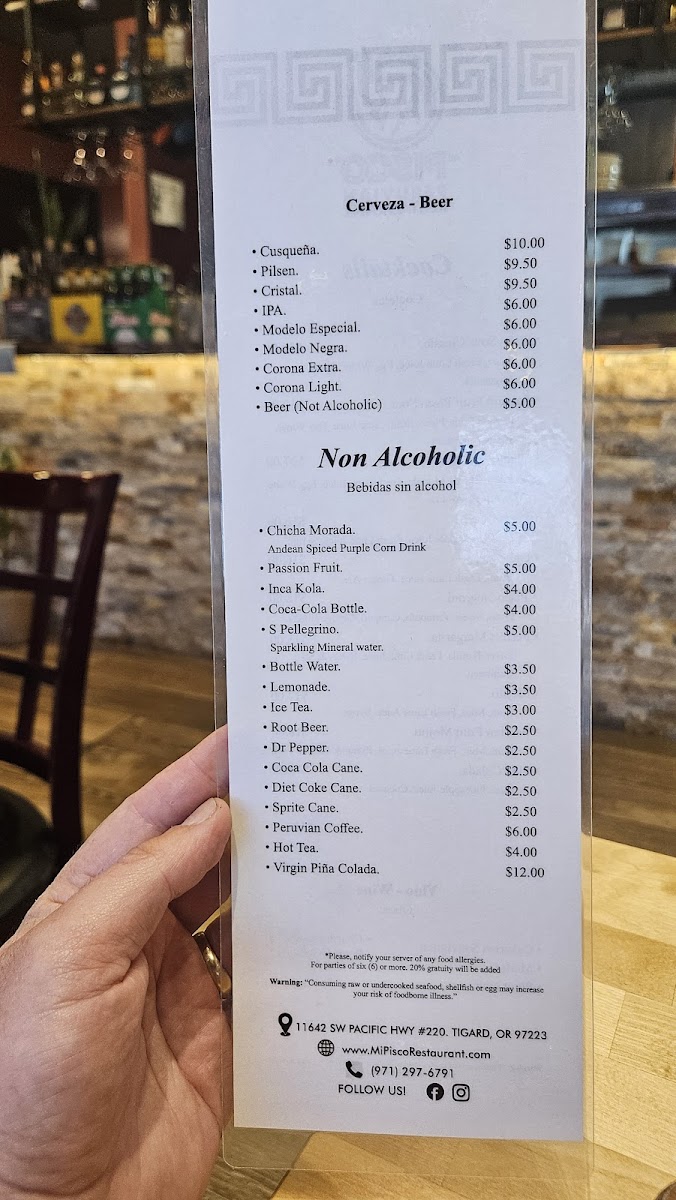 Cerveza - Beer
• Cusqueña. $10.00
• Pilsen. $9.50
• Cristal. $9.50
• IPA. $6.00
• Modelo Especial. $6.00
• Modelo Negra. $6.00
• Corona Extra. $6.00
• Corona Light. $6.00
• Beer (Not Alcoholic) $5.00
Non Alcoholic
Bebidas sin alcohol
• Chicha Morada. $5.00
Andean Spiced Purple Corn Drink
• Passion Fruit. $5.00
• Inca Kola. $4.00
• Coca-Cola Bottle. $4.00
• S Pellegrino. $5.00
Sparkling Mineral water.
• Bottle Water. $3.50
• Lemonade. $3.50
• Ice Tea. $3.00
• Root Beer. $2.50
• Dr Pepper. $2.50
• Coca Cola Cane. $2.50
• Diet Coke Cane. $2.50
• Sprite Cane. $2.50
• Peruvian Coffee. $6.00
• Hot Tea. $4.00
• Virgin Piña Colada. $12.00
*Please, notify your server of any food allergies.
For parties of six (6) or more. 20% gratuity will be added
Warning: "Consuming raw or undercooked seafood, shellfish or egg may increase
your risk of foodborne illness."
11642 SW PACIFIC HWY #220. TIGARD, OR 97223
www.MiPiscoRestaurant.com
(971) 297-6791
FOLLOW US!